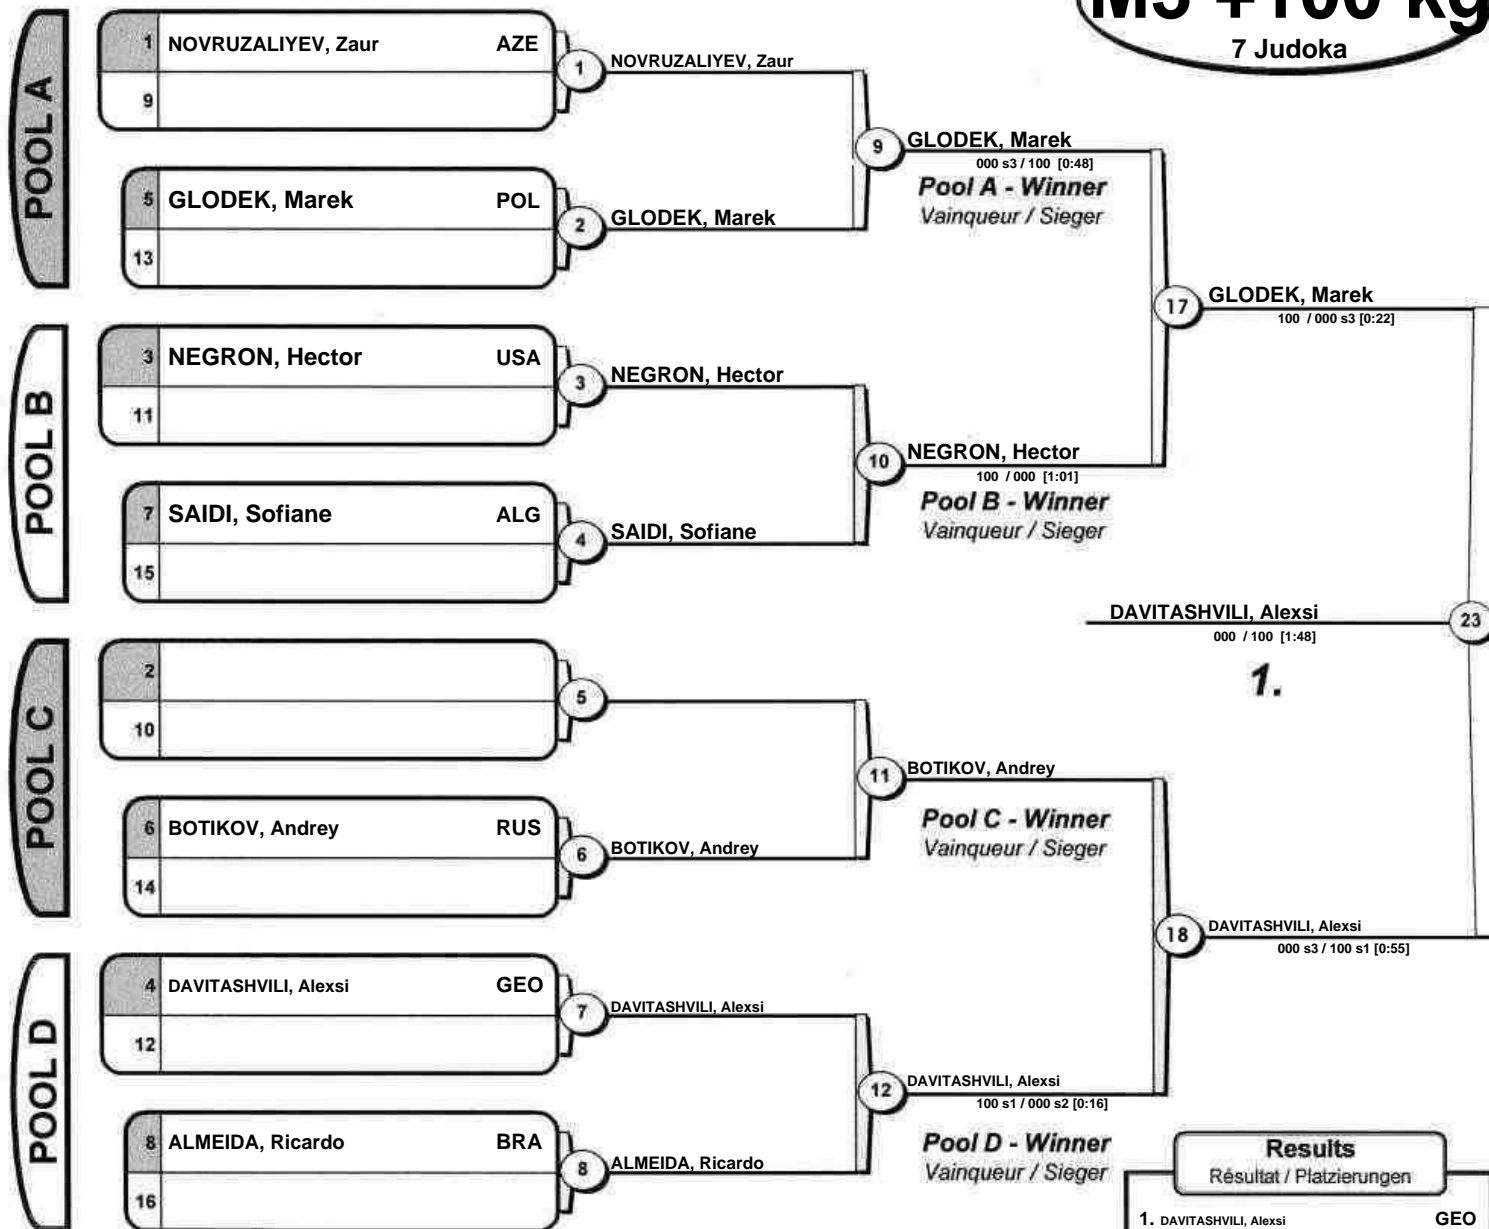 M5 +100 kg
7 Judoka
POOL A
1 NOVRUZALIYEV, Zaur AZE
9
5 GLODEK, Marek POL
13
1 NOVRUZALIYEV, Zaur
2 GLODEK, Marek
9 GLODEK, Marek
000 s3 / 100 [0:48]
Pool A - Winner
Vainqueur / Sieger
POOL B
3 NEGRON, Hector USA
11
7 SAIDI, Sofiane ALG
15
3 NEGRON, Hector
4 SAIDI, Sofiane
10 NEGRON, Hector
100 / 000 [1:01]
Pool B - Winner
Vainqueur / Sieger
17 GLODEK, Marek
100 / 000 s3 [0:22]
DAVITASHVILI, Alexsi 23
000 / 100 [1:48]
1.
POOL C
2
10
6 BOTIKOV, Andrey RUS
14
5
6 BOTIKOV, Andrey
11 BOTIKOV, Andrey
Pool C - Winner
Vainqueur / Sieger
18 DAVITASHVILI, Alexsi
000 s3 / 100 s1 [0:55]
POOL D
4 DAVITASHVILI, Alexsi GEO
12
8 ALMEIDA, Ricardo BRA
16
7 DAVITASHVILI, Alexsi
8 ALMEIDA, Ricardo
12 DAVITASHVILI, Alexsi
100 s1 / 000 s2 [0:16]
Pool D - Winner
Vainqueur / Sieger
Results
Résultat / Platzierungen
1. DAVITASHVILI, Alexsi GEO